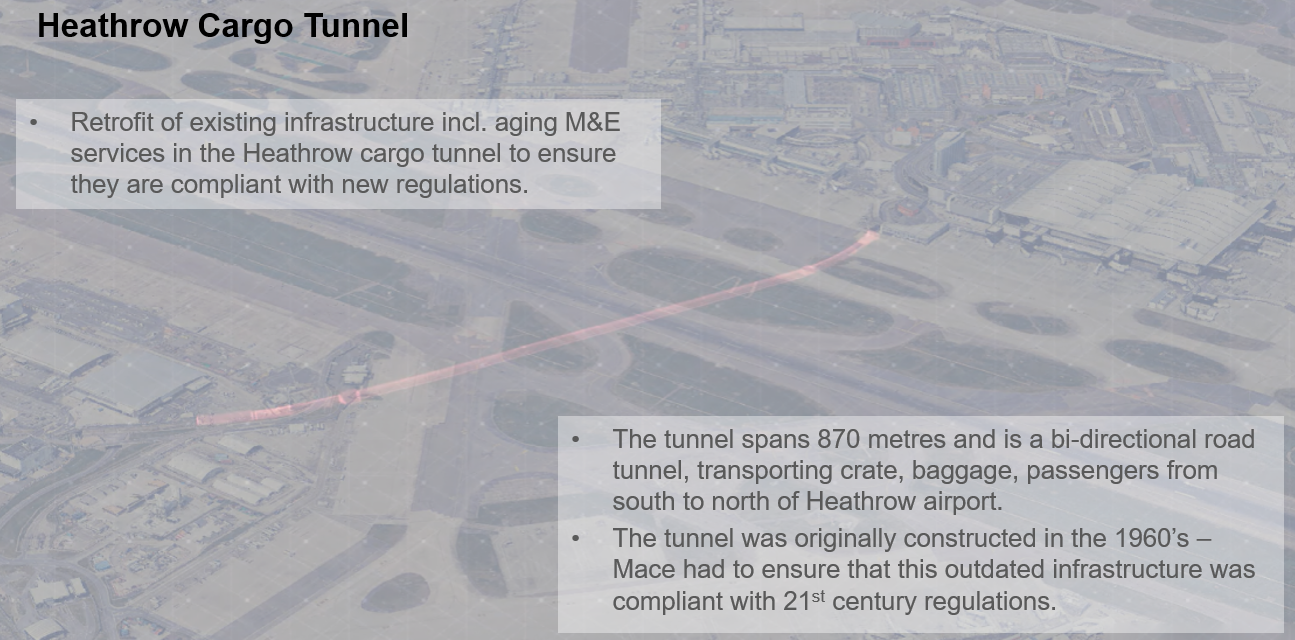 Heathrow Cargo Tunnel
• Retrofit of existing infrastructure incl. aging M&E
services in the Heathrow cargo tunnel to ensure
they are compliant with new regulations.
• The tunnel spans 870 metres and is a bi-directional road
tunnel, transporting crate, baggage, passengers from
south to north of Heathrow airport.
• The tunnel was originally constructed in the 1960’s –
Mace had to ensure that this outdated infrastructure was
compliant with 21st century regulations.